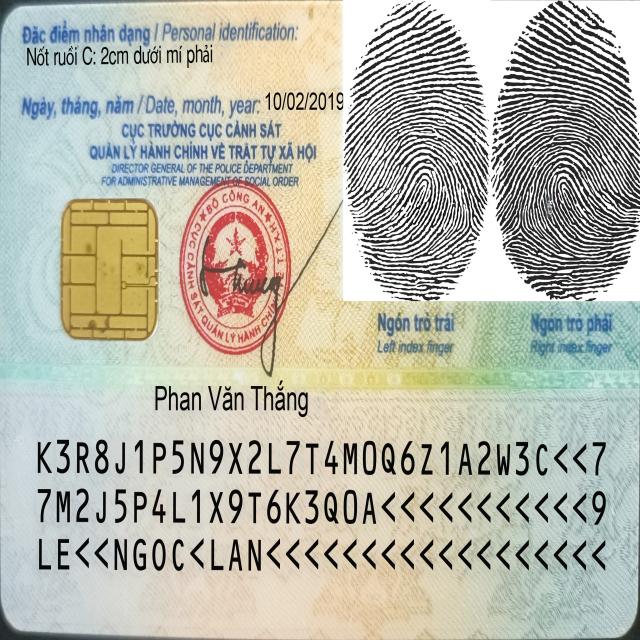 Đặc điểm nhân dạng / Personal identification:
Nốt ruồi C: 2cm dưới mí phải
Ngày, tháng, năm / Date, month, year: 10/02/2019
CỤC TRƯỞNG CỤC CẢNH SÁT
QUẢN LÝ HÀNH CHÍNH VỀ TRẬT TỰ XÃ HỘI
DIRECTOR GENERAL OF THE POLICE DEPARTMENT
FOR ADMINISTRATIVE MANAGEMENT OF SOCIAL ORDER
BỘ CÔNG AN
CẢNH SÁT QUẢN LÝ HÀNH CHÍNH
Ngón trỏ trái
Left index finger
Ngón trỏ phải
Right index finger
Phan Văn Thắng
K3R8J1P5N9X2L7T4M0Q6Z1A2W3C<<7
7M2J5P4L1X9T6K3Q0A<<<<<<<<<<<9
LE<<NGOC<LAN<<<<<<<<<<<<<<<<<<